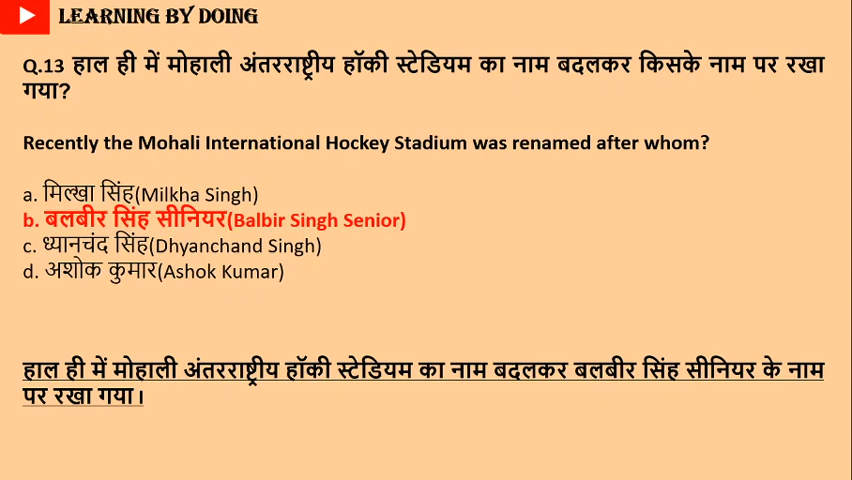 LEARNING BY DOING
Q.13 हाल ही में मोहाली अंतरराष्ट्रीय हॉकी स्टेडियम का नाम बदलकर किसके नाम पर रखा
गया?
Recently the Mohali International Hockey Stadium was renamed after whom?
a. मिल्खा सिंह(Milkha Singh)
b. बलबीर सिंह सीनियर(Balbir Singh Senior)
c. ध्यानचंद सिंह(Dhyanchand Singh)
d. अशोक कुमार(Ashok Kumar)
हाल ही में मोहाली अंतरराष्ट्रीय हॉकी स्टेडियम का नाम बदलकर बलबीर सिंह सीनियर के नाम
पर रखा गया।